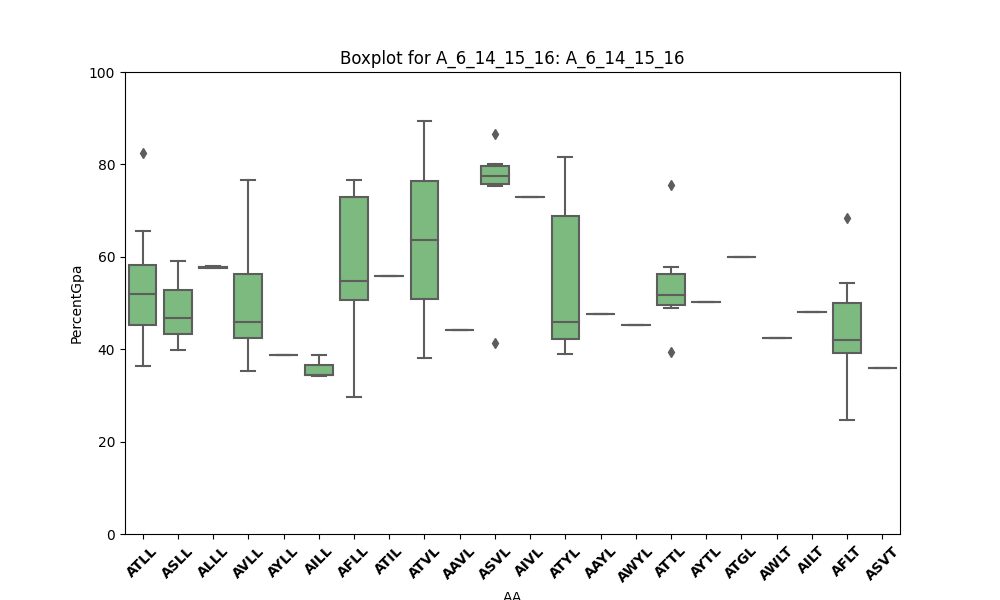 Boxplot for A_6_14_15_16: A_6_14_15_16
100
80
60
40
20
0
PercentGpa
ATLL ASLL ALLL AVLL AYLL AILL AFLL ATIL ATVL AAVL ASVL AIVL ATYL AAYL AWYL ATTL AYTL ATGL AWLT AILT AFLT ASVT
AA